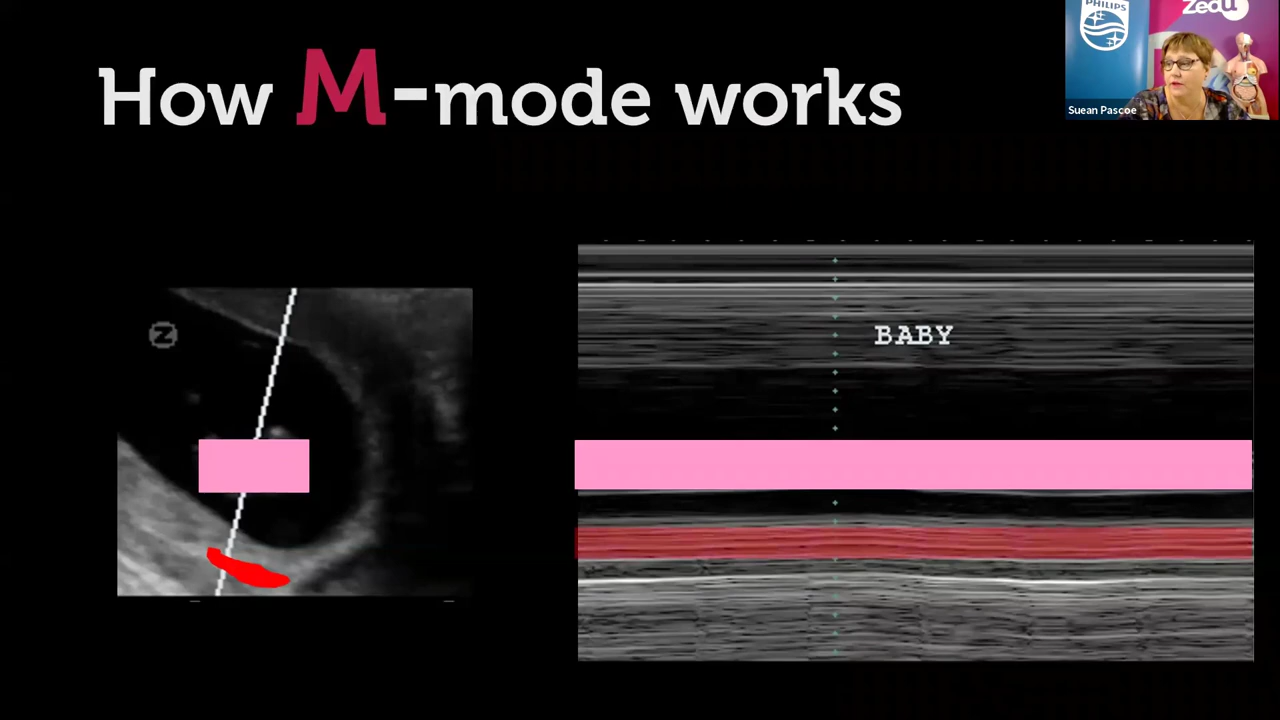 How M-mode works
PHILIPS
Zedu
Suean Pascoe
Z
BABY